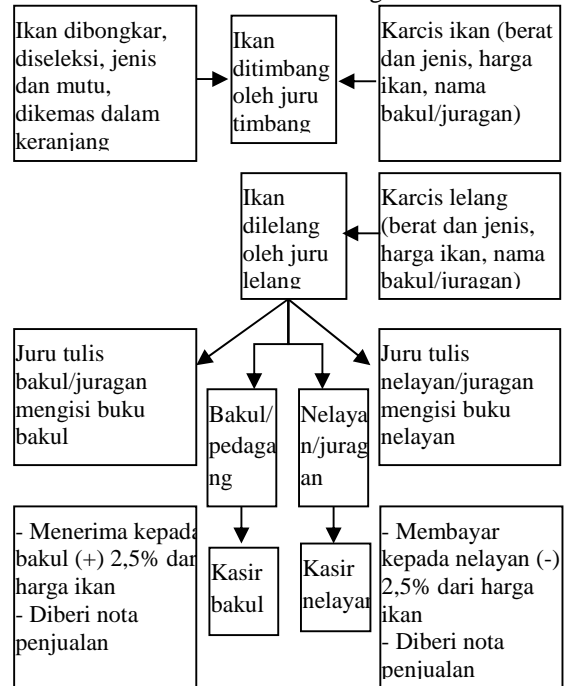 Ikan dibongkar,
diseleksi, jenis
dan mutu,
dikemas dalam
keranjang
Ikan
ditimbang
oleh juru
timbang
Karcis ikan (berat
dan jenis, harga
ikan, nama
bakul/juragan)
Ikan
dilelang
oleh juru
lelang
Karcis lelang
(berat dan jenis,
harga ikan, nama
bakul/juragan)
Juru tulis
bakul/juragan
mengisi buku
bakul
Bakul/
pedaga
ng
Nelaya
n/jurag
an
Juru tulis
nelayan/juragan
mengisi buku
nelayan
- Menerima kepada
bakul (+) 2,5% dari
harga ikan
- Diberi nota
penjualan
Kasir
bakul
Kasir
nelayan
- Membayar
kepada nelayan (-)
2,5% dari harga
ikan
- Diberi nota
penjualan